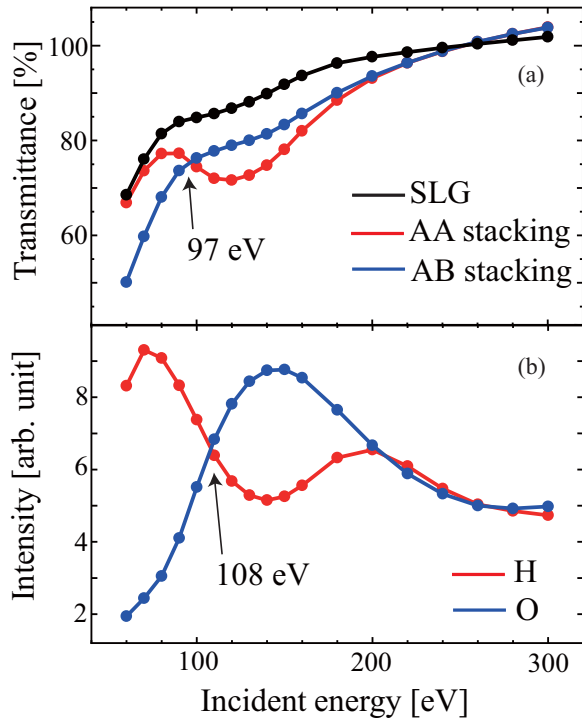 (a)
Transmittance [%]
100
80
60
97 eV
SLG
AA stacking
AB stacking
(b)
Intensity [arb. unit]
8
6
4
2
108 eV
H
O
100
200
300
Incident energy [eV]